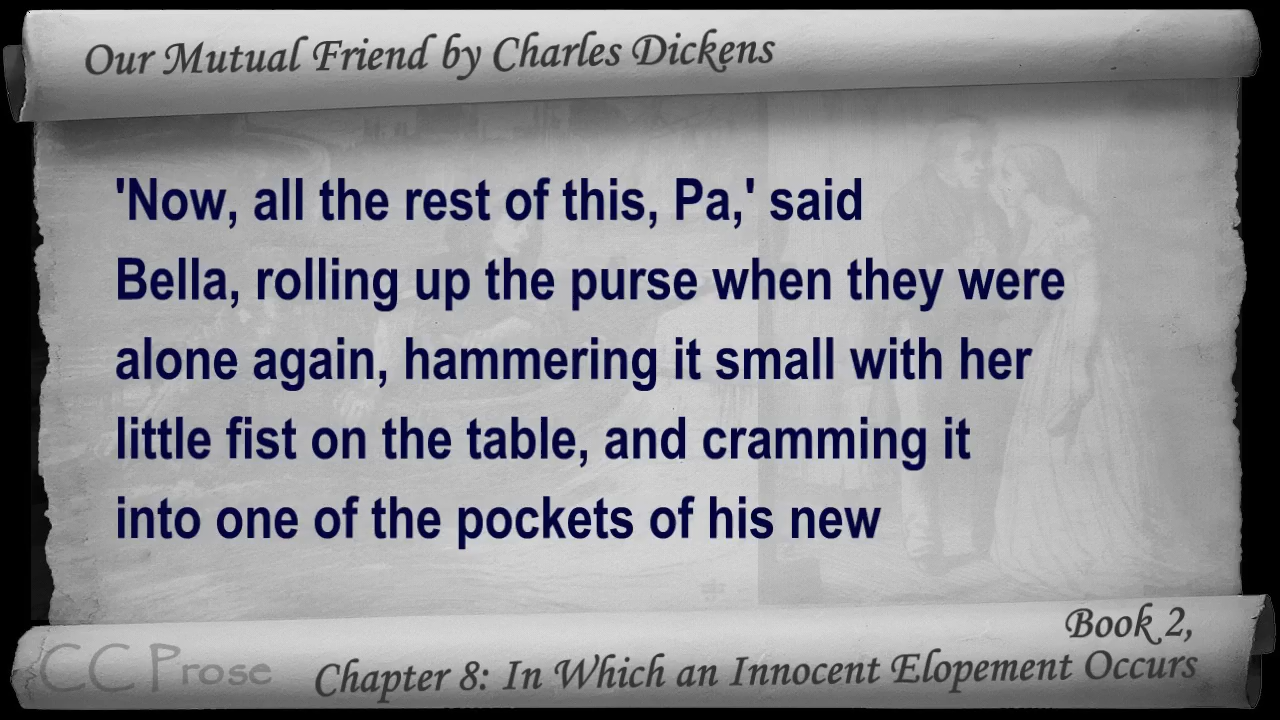 Our Mutual Friend by Charles Dickens
'Now, all the rest of this, Pa,' said
Bella, rolling up the purse when they were
alone again, hammering it small with her
little fist on the table, and cramming it
into one of the pockets of his new
Book 2,
CC Prose
Chapter 8: In Which an Innocent Elopement Occurs